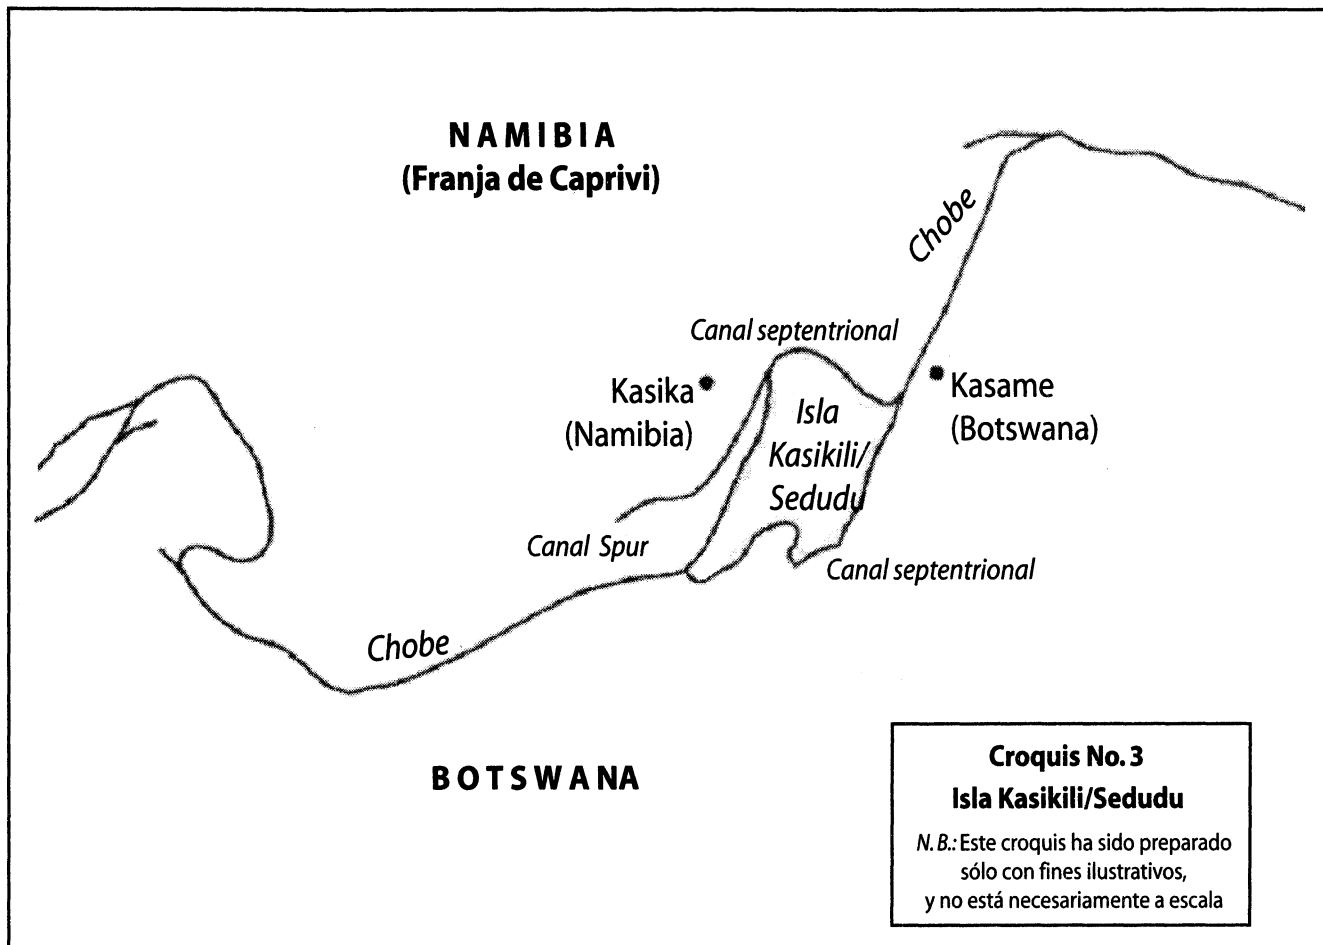 NAMIBIA
(Franja de Caprivi)
Chobe
Canal septentrional
Kasika
(Namibia)
Kasame
(Botswana)
Isla
Kasikili/
Sedudu
Canal Spur
Canal septentrional
Chobe
BOTSWANA
Croquis No. 3
Isla Kasikili/Sedudu
N. B.: Este croquis ha sido preparado
sólo con fines ilustrativos,
y no está necesariamente a escala